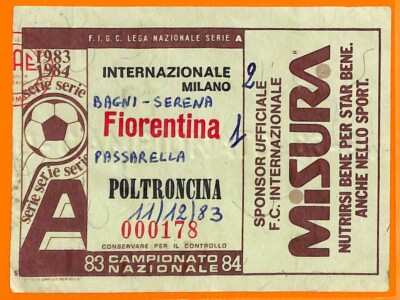 F.I.G.C. LEGA NAZIONALE SERIE A
1983
1984
serie serie
INTERNAZIONALE
MILANO
2
BAGNI - SERENA
Fiorentina
1
PASSARELLA
serie serie serie
A
POLTRONCINA
11/12/83
000178
CONSERVARE PER IL CONTROLLO
83 CAMPIONATO 84
NAZIONALE
SPONSOR UFFICIALE
F.C. INTERNAZIONALE
MISURA
NUTRIRSI BENE PER STAR BENE.
ANCHE NELLO SPORT.